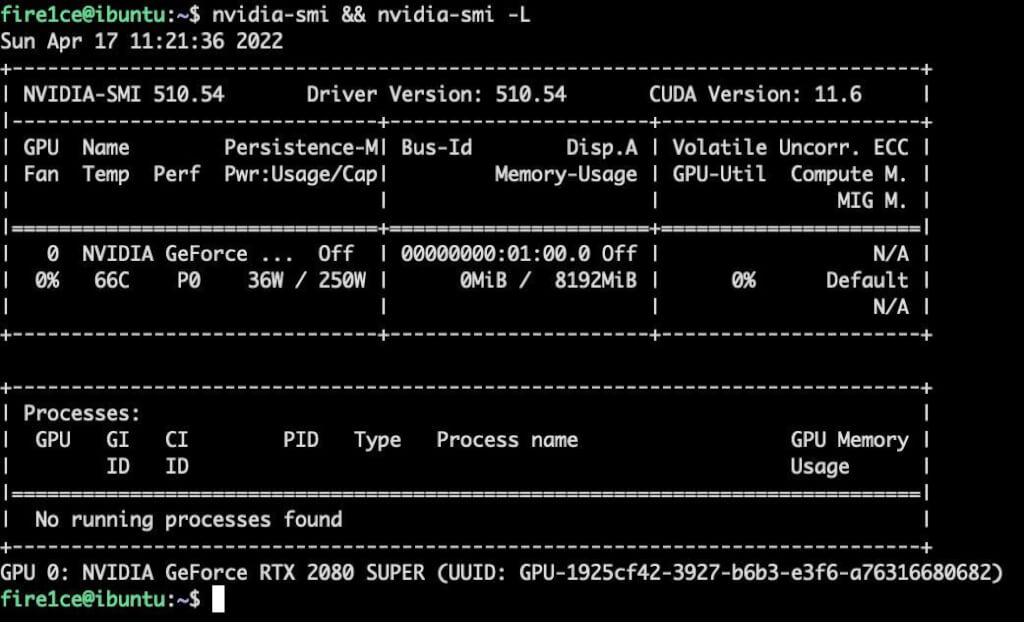 fire1ce@ibuntu:~$ nvidia-smi && nvidia-smi -L
Sun Apr 17 11:21:36 2022
+-----------------------------------------------------------------------------+
| NVIDIA-SMI 510.54       Driver Version: 510.54       CUDA Version: 11.6     |
|-------------------------------+----------------------+----------------------+
| GPU  Name        Persistence-M| Bus-Id        Disp.A | Volatile Uncorr. ECC |
| Fan  Temp  Perf  Pwr:Usage/Cap|         Memory-Usage | GPU-Util  Compute M. |
|                               |                      |               MIG M. |
|===============================+======================+======================|
|   0  NVIDIA GeForce ...  Off  | 00000000:01:00.0 Off |                  N/A |
|  0%   66C    P0    36W / 250W |      0MiB /  8192MiB |      0%      Default |
|                               |                      |                  N/A |
+-------------------------------+----------------------+----------------------+

+-----------------------------------------------------------------------------+
| Processes:                                                                  |
|  GPU   GI   CI        PID   Type   Process name                  GPU Memory |
|        ID   ID                                                   Usage      |
|=============================================================================|
|  No running processes found                                                 |
+-----------------------------------------------------------------------------+
GPU 0: NVIDIA GeForce RTX 2080 SUPER (UUID: GPU-1925cf42-3927-b6b3-e3f6-a76316680682)
fire1ce@ibuntu:~$